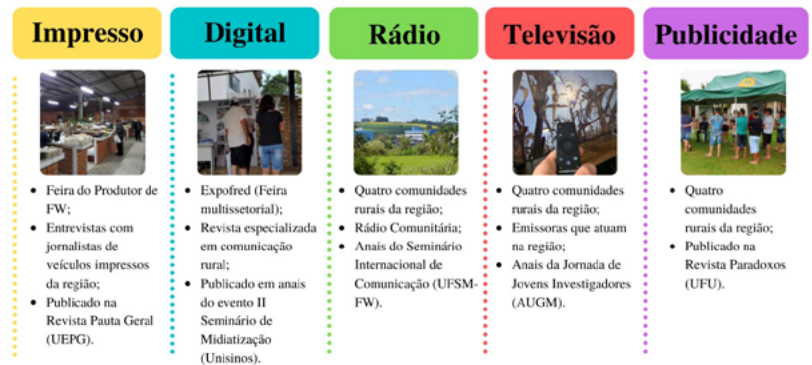 Impresso
Feira do Produtor de
FW;
Entrevistas com
jornalistas de
veículos impressos
da região;
Publicado na
Revista Pauta Geral
(UEPG).
Digital
Expofred (Feira
multissetorial);
Revista especializada
em comunicação
rural;
Publicado em anais
do evento II
Seminário de
Midiatização
(Unisinos).
Rádio
Quatro comunidades
rurais da região;
Rádio Comunitária;
Anais do Seminário
Internacional de
Comunicação (UFSM-
FW).
Televisão
Quatro comunidades
rurais da região;
Emissoras que atuam
na região;
Anais da Jornada de
Jovens Investigadores
(AUGM).
Publicidade
Quatro
comunidades
rurais da região;
Publicado na
Revista Paradoxos
(UFU).